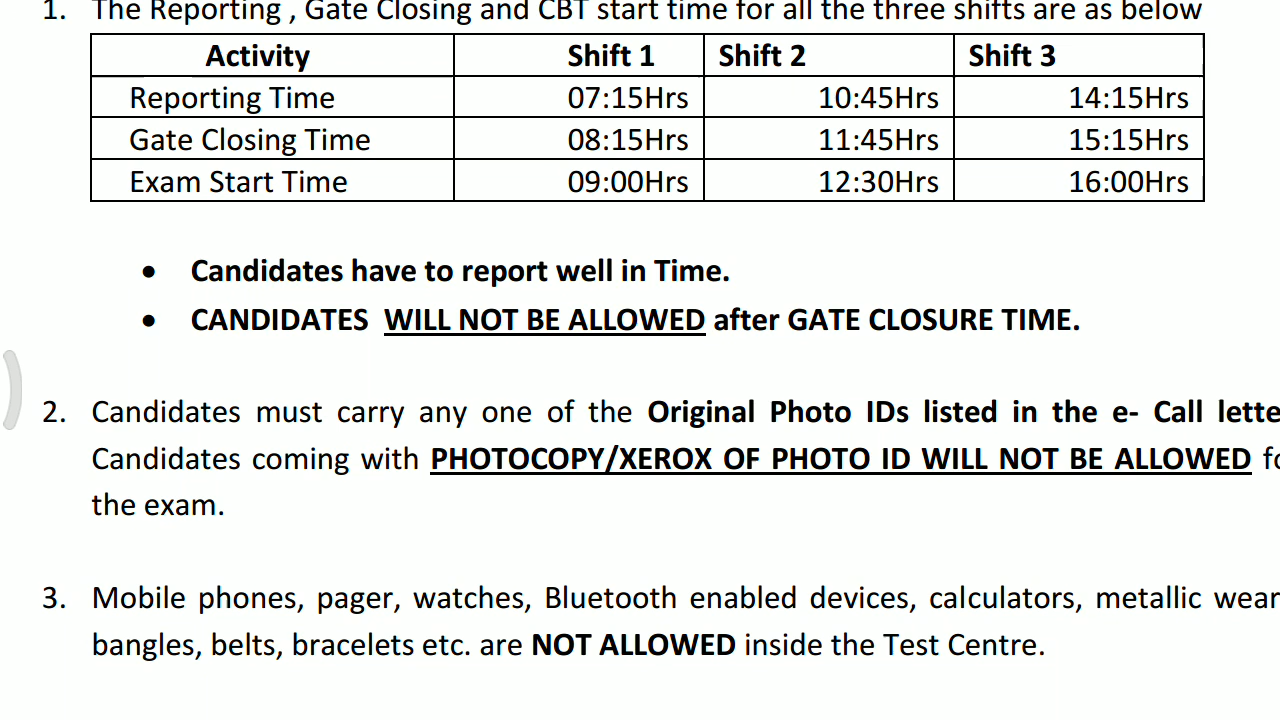 1. The Reporting , Gate Closing and CBT start time for all the three shifts are as below
Activity Shift 1 Shift 2 Shift 3
Reporting Time 07:15Hrs 10:45Hrs 14:15Hrs
Gate Closing Time 08:15Hrs 11:45Hrs 15:15Hrs
Exam Start Time 09:00Hrs 12:30Hrs 16:00Hrs
• Candidates have to report well in Time.
• CANDIDATES WILL NOT BE ALLOWED after GATE CLOSURE TIME.
2. Candidates must carry any one of the Original Photo IDs listed in the e- Call
Candidates coming with PHOTOCOPY/XEROX OF PHOTO ID WILL NOT BE ALLOWED
the exam.
3. Mobile phones, pager, watches, Bluetooth enabled devices, calculators, metallic wear
bangles, belts, bracelets etc. are NOT ALLOWED inside the Test Centre.